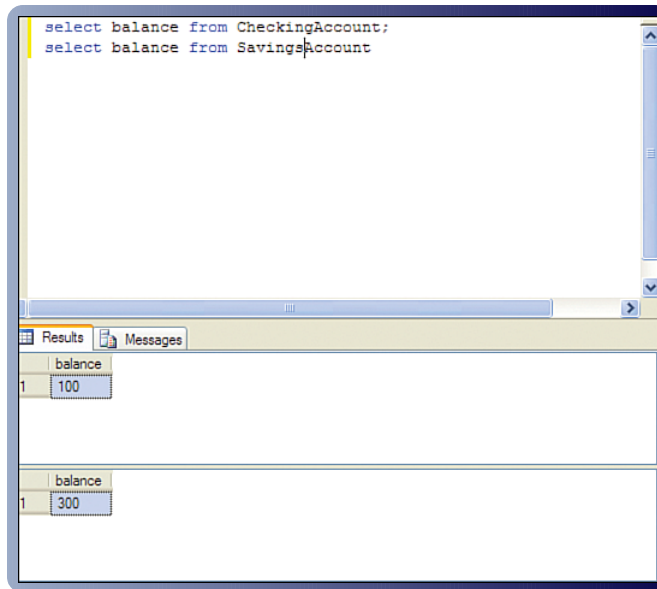 select balance from CheckingAccount;
select balance from SavingsAccount
Results Messages
balance
1 100
balance
1 300